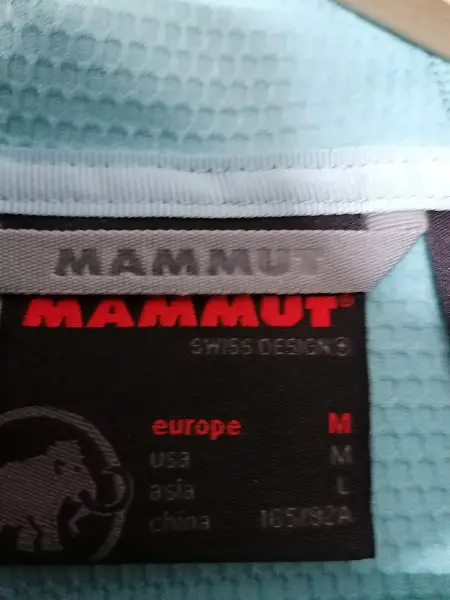 MAMMUT
MAMMUT®
SWISS DESIGN
europe M
usa M
asia L
china 165/92A